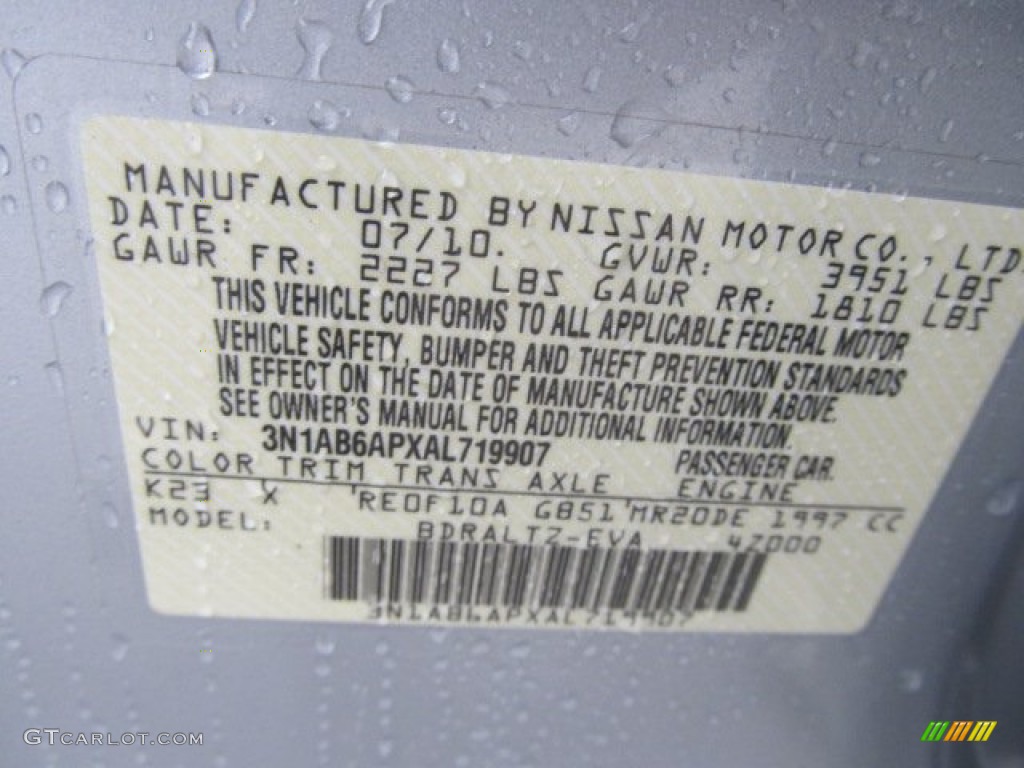 MANUFACTURED BY NISSAN MOTOR CO., LTD.
DATE: 07/10. GVWR: 3951 LBS
GAWR FR: 2227 LBS GAWR RR: 1810 LBS
THIS VEHICLE CONFORMS TO ALL APPLICABLE FEDERAL MOTOR
VEHICLE SAFETY, BUMPER AND THEFT PREVENTION STANDARDS
IN EFFECT ON THE DATE OF MANUFACTURE SHOWN ABOVE.
SEE OWNER'S MANUAL FOR ADDITIONAL INFORMATION.
VIN: 3N1AB6APXAL719907 PASSENGER CAR.
COLOR TRIM TRANS AXLE ENGINE
K23 X RE0F10A GB51 MR20DE 1997 CC
MODEL: BDRALTZ-EVA 4Z000
3N1AB6APXAL719907
GTCARLOT.COM